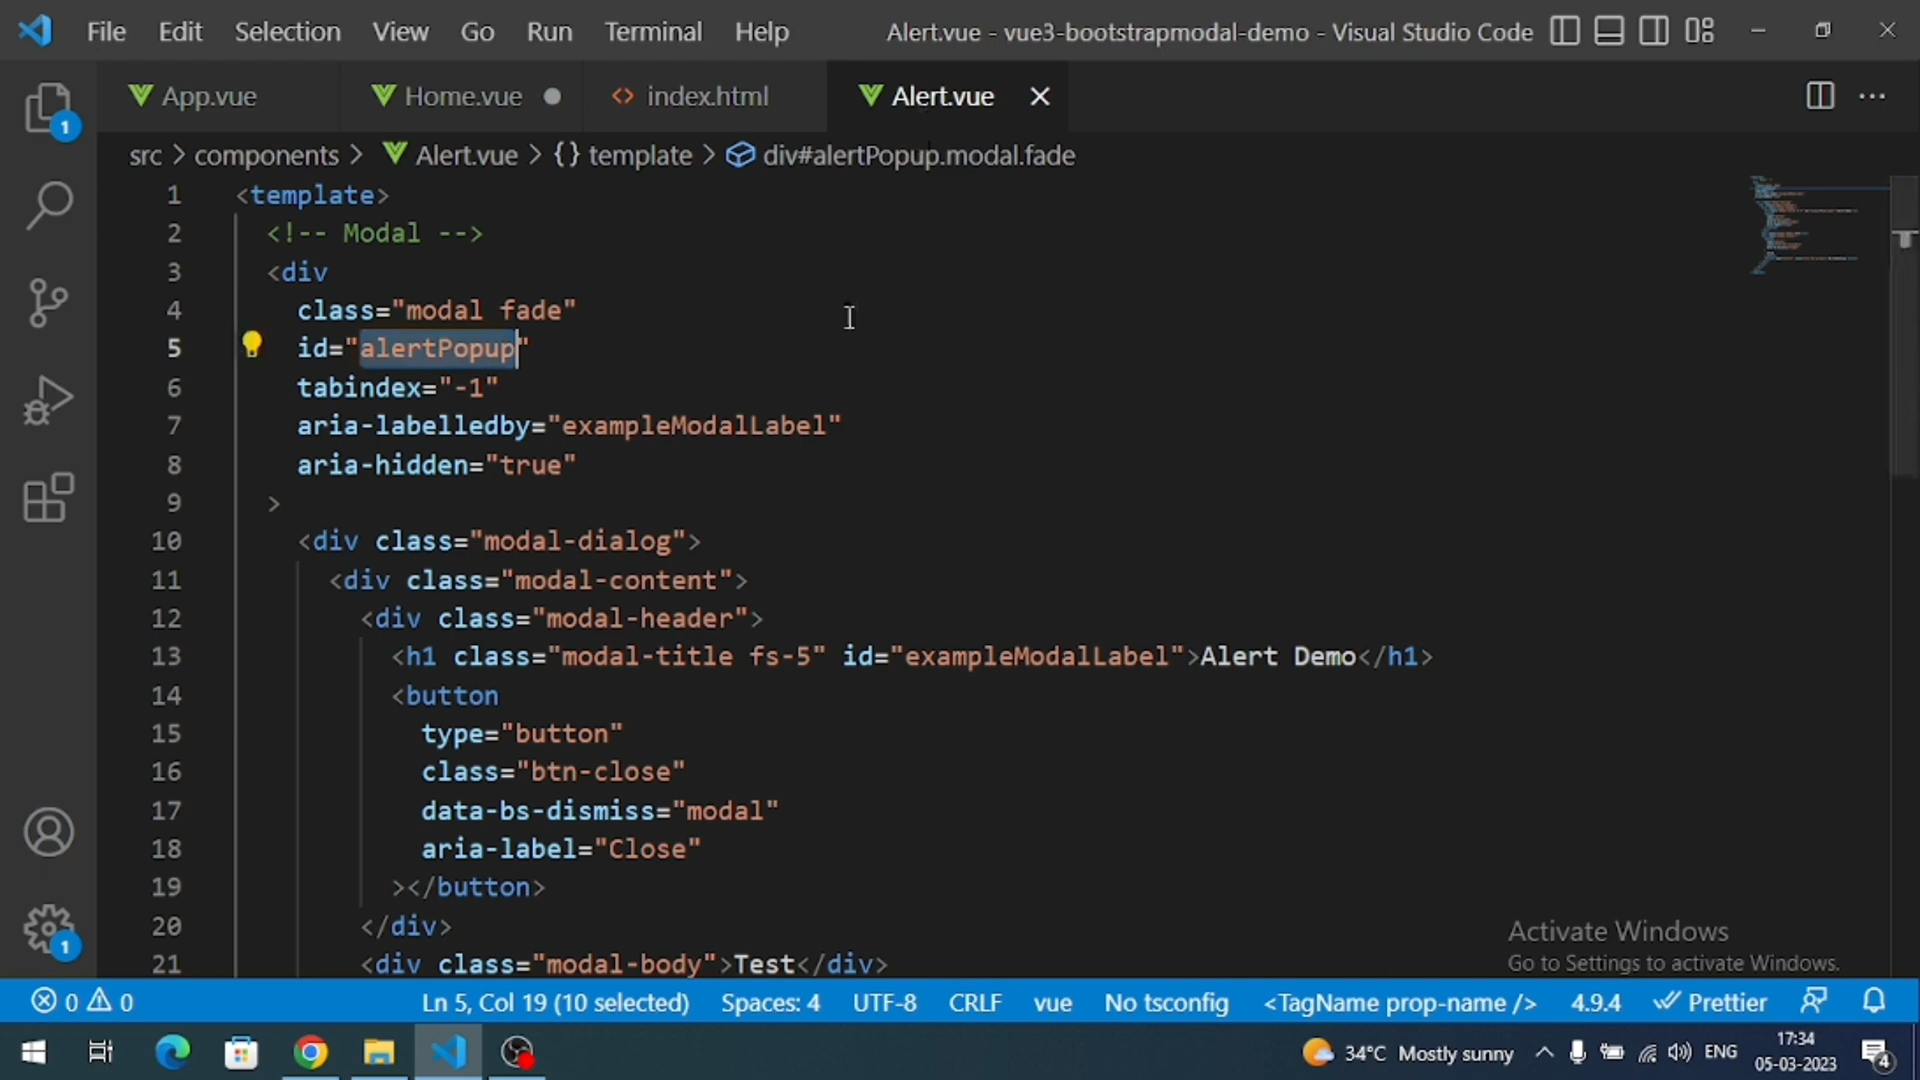 File Edit Selection View Go Run Terminal Help Alert.vue - vue3-bootstrapmodal-demo - Visual Studio Code
App.vue Home.vue index.html Alert.vue
src > components > Alert.vue > {} template > div#alertPopup.modal.fade
1 <template>
2 <!-- Modal -->
3 <div
4 class="modal fade"
5 id="alertPopup"
6 tabindex="-1"
7 aria-labelledby="exampleModalLabel"
8 aria-hidden="true"
9 >
10 <div class="modal-dialog">
11 <div class="modal-content">
12 <div class="modal-header">
13 <h1 class="modal-title fs-5" id="exampleModalLabel">Alert Demo</h1>
14 <button
15 type="button"
16 class="btn-close"
17 data-bs-dismiss="modal"
18 aria-label="Close"
19 ></button>
20 </div>
21 <div class="modal-body">Test</div>
1
1
Activate Windows
Go to Settings to activate Windows.
0 0 Ln 5, Col 19 (10 selected) Spaces: 4 UTF-8 CRLF vue No tsconfig <TagName prop-name /> 4.9.4 Prettier
34°C Mostly sunny ENG 17:34
05-03-2023 4